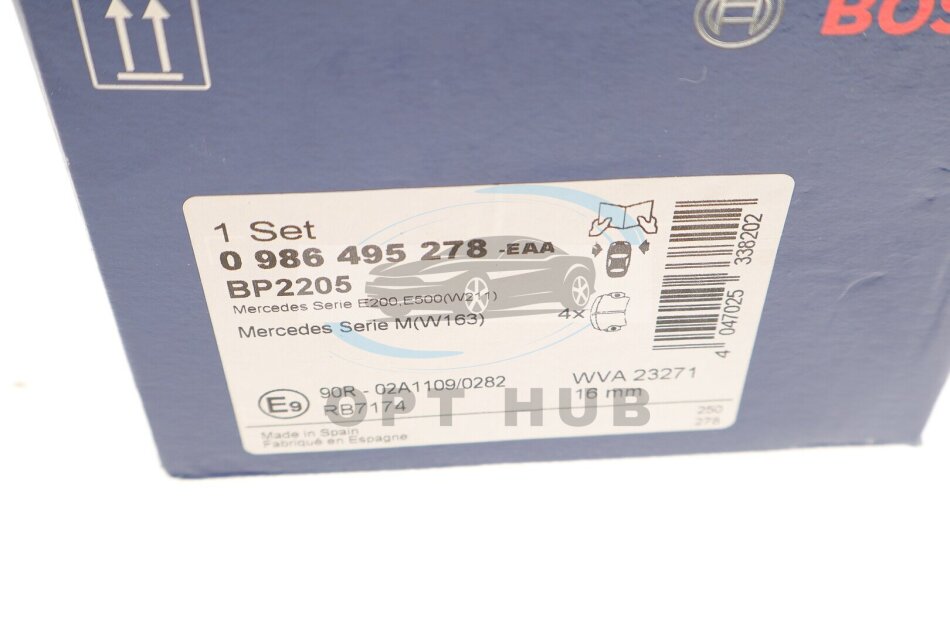 BOS
1 Set
0 986 495 278 -EAA
BP2205
Mercedes Serie E200,E500(W211)
Mercedes Serie M(W163)
4x
4 047025 338202
E9
90R - 02A1109/0282
RB7174
WVA 23271
16 mm
OPT HUB
250
278
Made in Spain
Fabriqué en Espagne